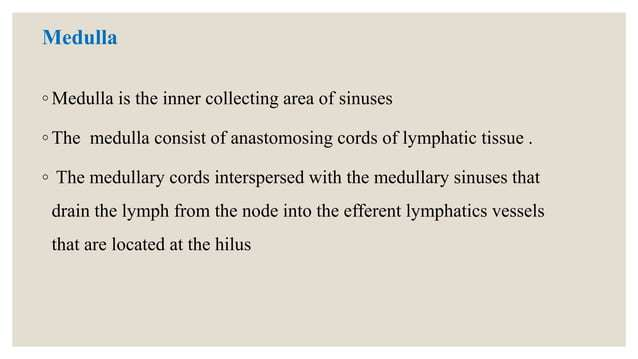 Medulla
◦ Medulla is the inner collecting area of sinuses
◦ The  medulla consist of anastomosing cords of lymphatic tissue .
◦  The medullary cords interspersed with the medullary sinuses that
drain the lymph from the node into the efferent lymphatics vessels
that are located at the hilus